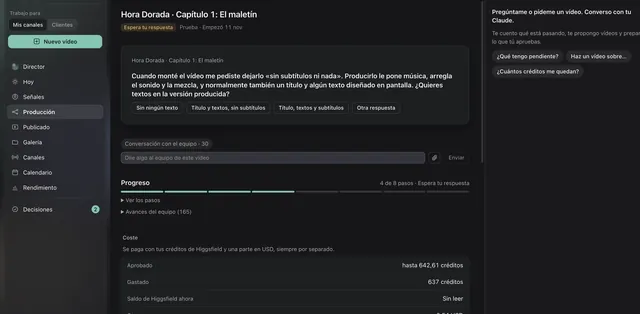 Trabajo para
Mis canales
Clientes
Nuevo vídeo
Director
Hoy
Señales
Producción
Publicado
Galería
Canales
Calendario
Rendimiento
Decisiones
2
Hora Dorada · Capítulo 1: El maletín
Espera tu respuesta
Prueba · Empezó 11 nov
Hora Dorada · Capítulo 1: El maletín
Cuando monté el vídeo me pediste dejarlo «sin subtítulos ni nada». Producirlo le pone música, arregla
el sonido y la mezcla, y normalmente también un título y algún texto diseñado en pantalla. ¿Quieres
textos en la versión producida?
Sin ningún texto
Título y textos, sin subtítulos
Título, textos y subtítulos
Otra respuesta
Conversación con el equipo · 30
Dile algo al equipo de este vídeo
Enviar
Progreso
4 de 8 pasos · Espera tu respuesta
Ver los pasos
Avances del equipo (165)
Coste
Se paga con tus créditos de Higgsfield y una parte en USD, siempre por separado.
Aprobado
hasta 642,61 créditos
Gastado
637 créditos
Saldo de Higgsfield ahora
Sin leer
Pregúntame o pídeme un vídeo. Converso con tu
Claude.
Te cuento qué está pasando, te propongo vídeos y preparo
lo que tú apruebas.
¿Qué tengo pendiente?
Haz un vídeo sobre...
¿Cuántos créditos me quedan?